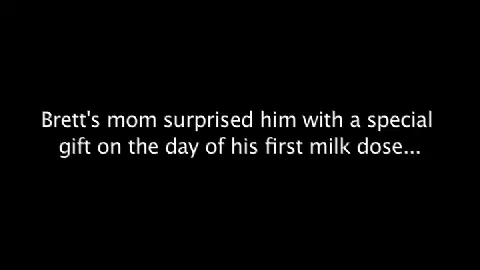 Brett's mom surprised him with a special
gift on the day of his first milk dose...